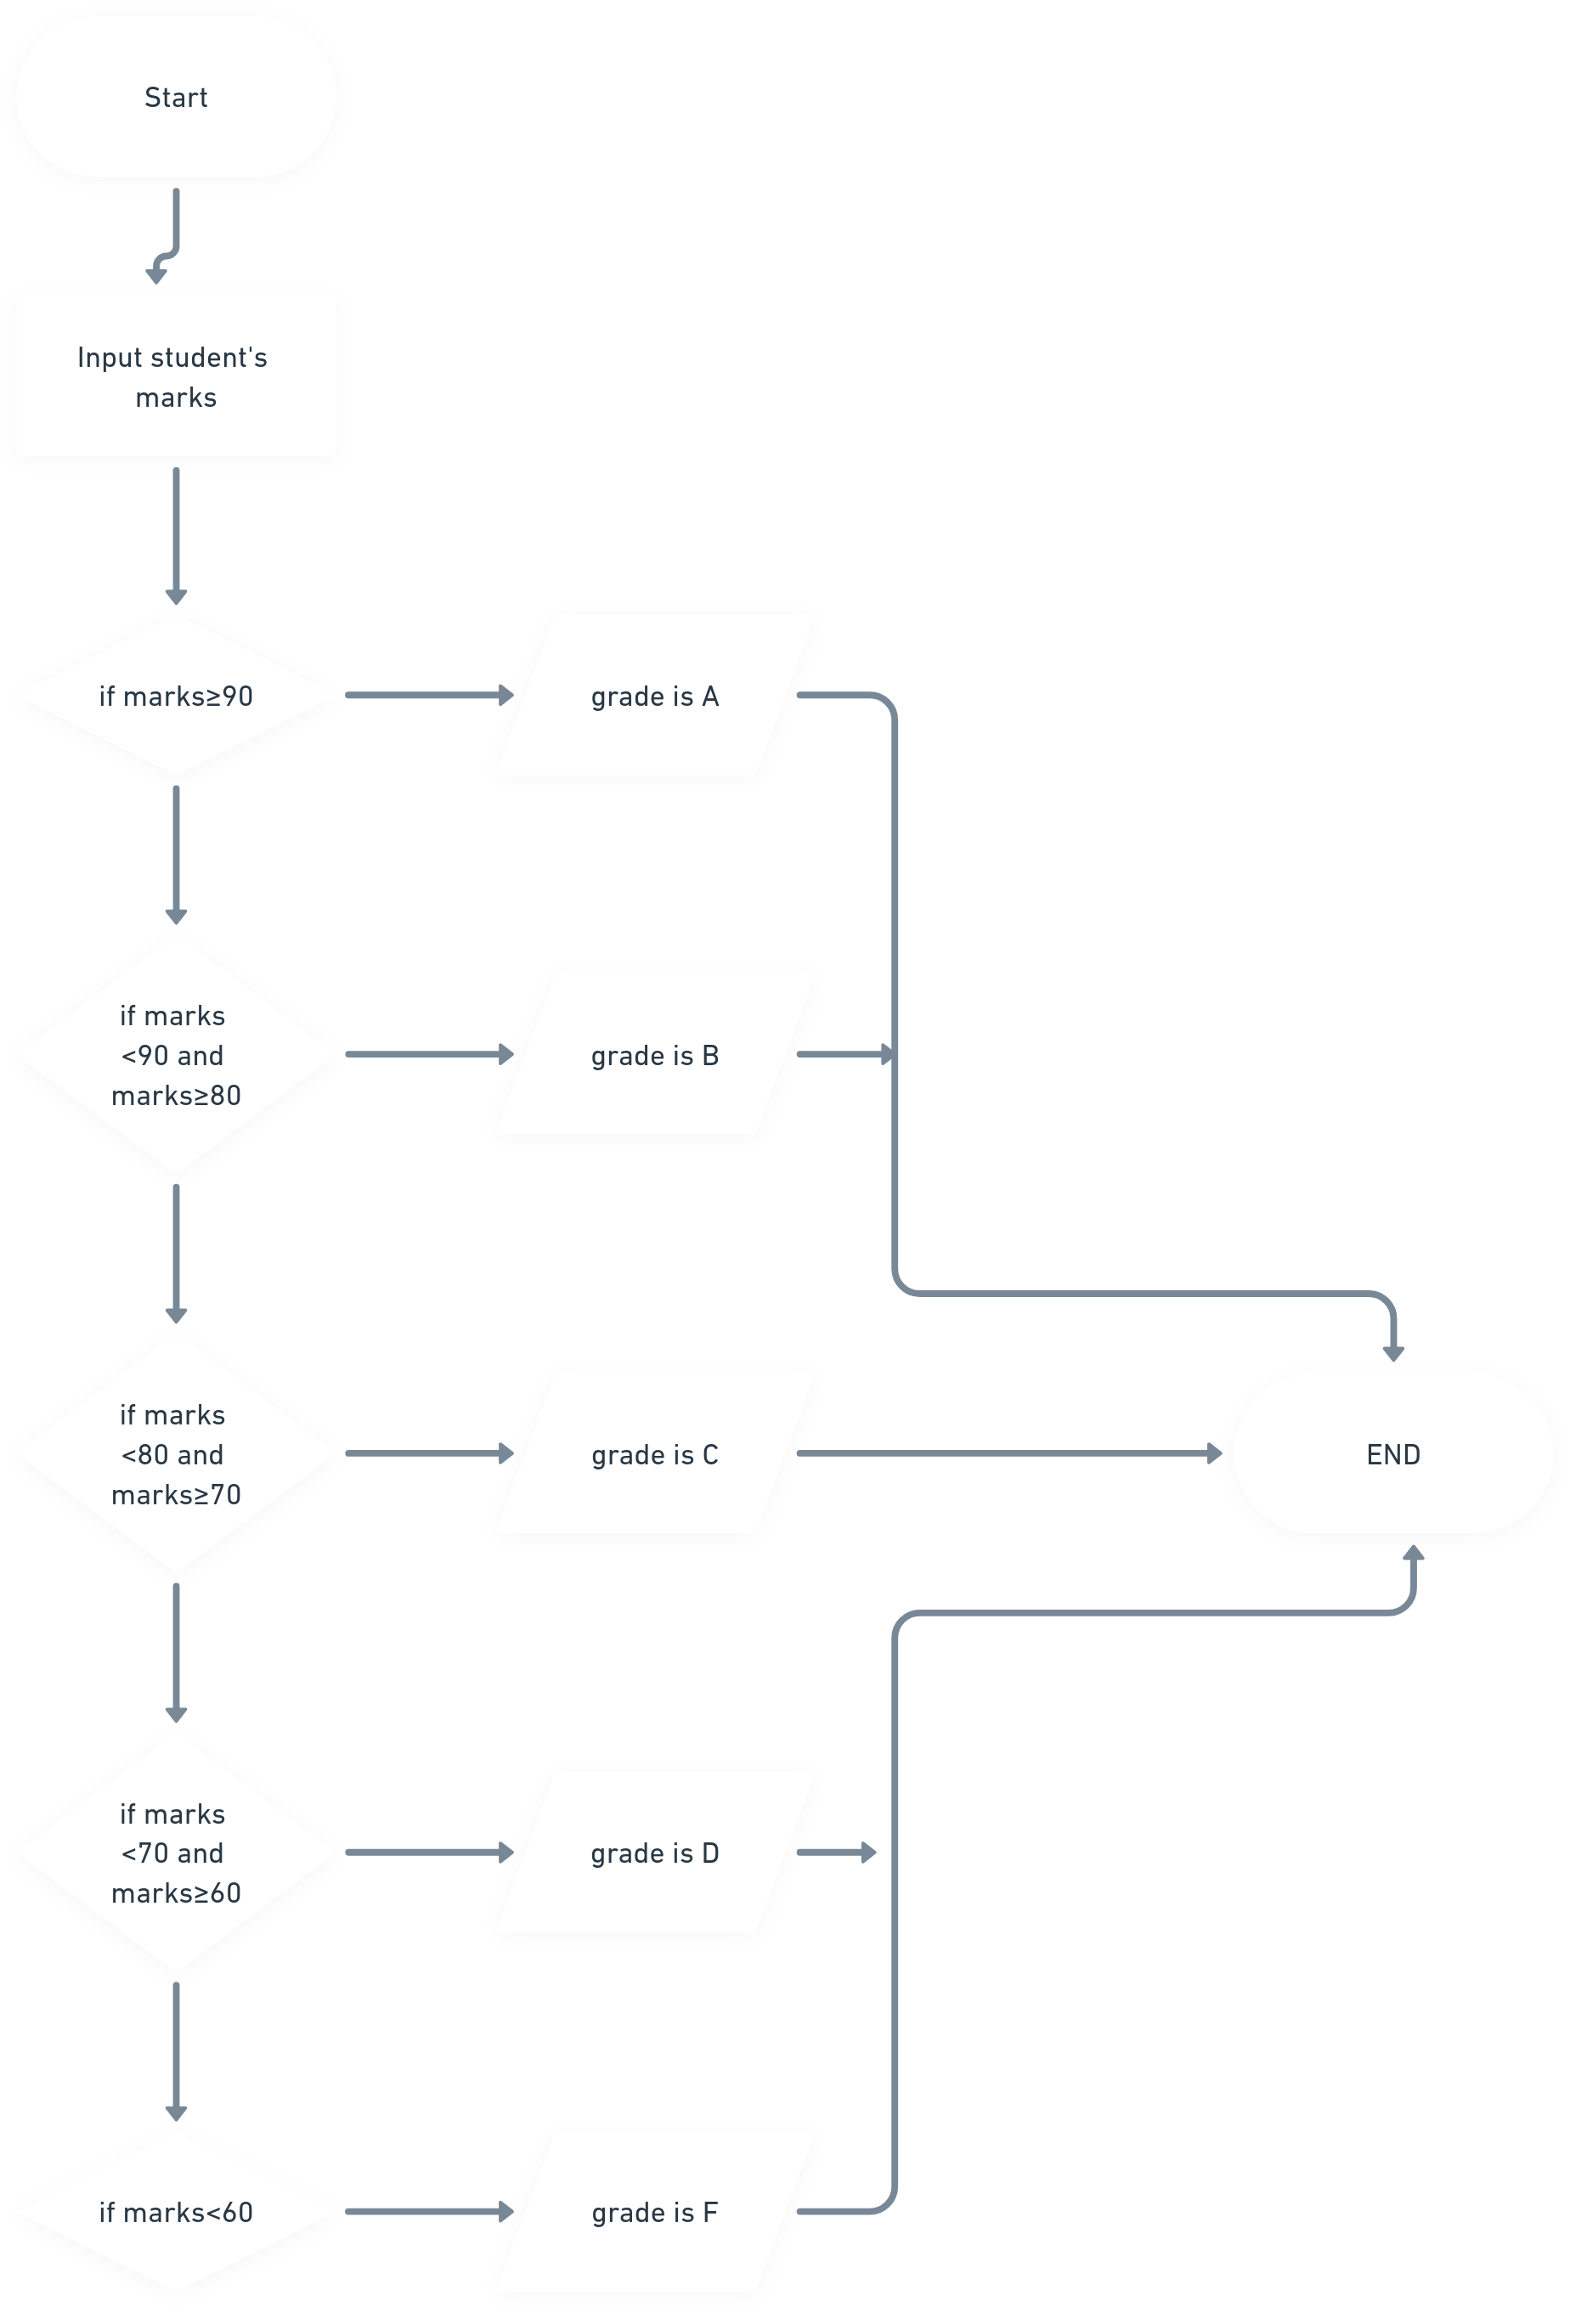 Start
Input student's
marks
if marks≥90
grade is A
if marks
<90 and
marks≥80
grade is B
if marks
<80 and
marks≥70
grade is C
END
if marks
<70 and
marks≥60
grade is D
if marks<60
grade is F